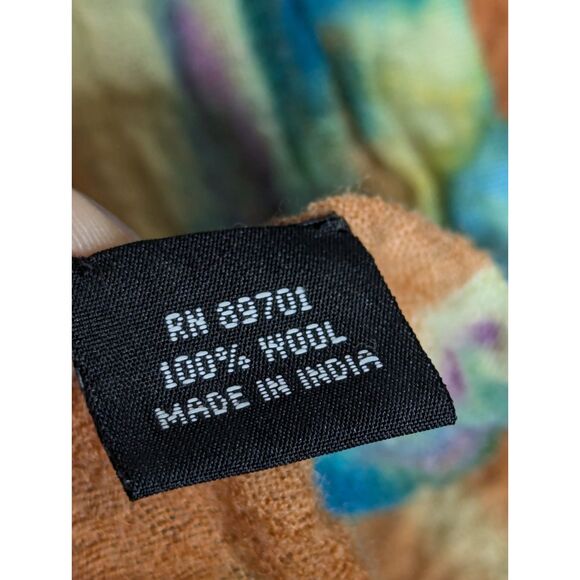 RN 89701
100% WOOL
MADE IN INDIA